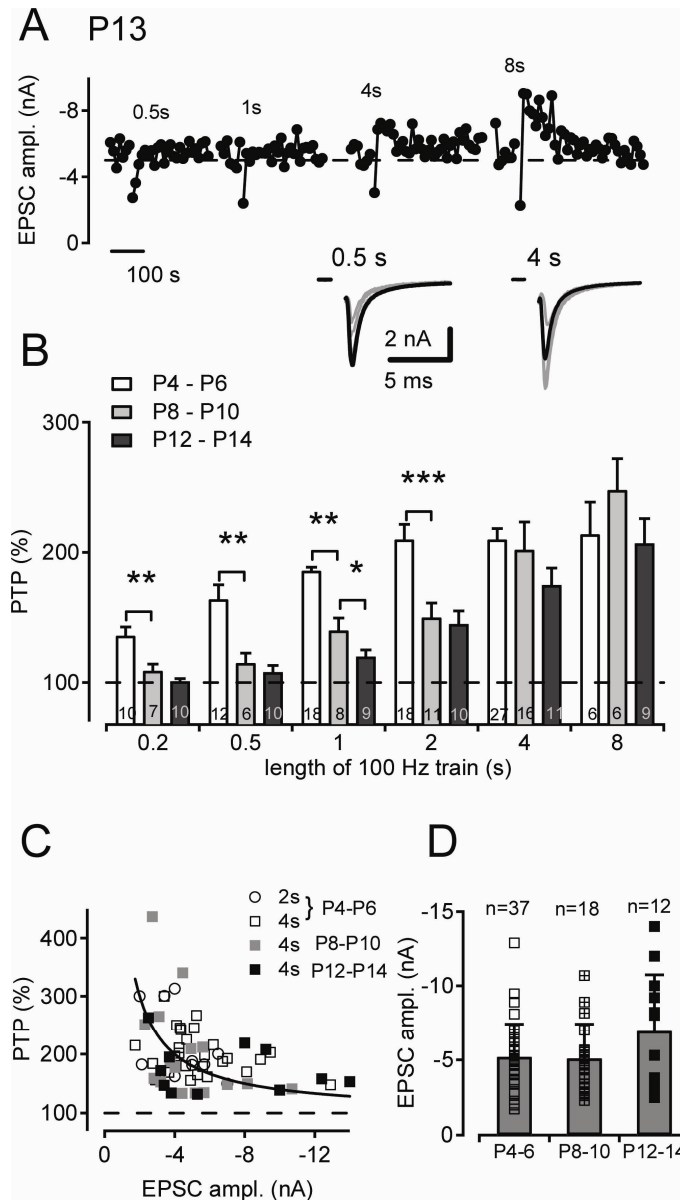 A P13
EPSC ampl. (nA)
-8
-4
0
0.5s
1s
4s
8s
100 s
0.5 s
4 s
2 nA
5 ms
B
P4 - P6
P8 - P10
P12 - P14
PTP (%)
300
200
100
**
**
**
*
***
10 7 10 12 6 10 18 8 9 18 11 10 27 16 11 6 6 9
0.2 0.5 1 2 4 8
length of 100 Hz train (s)
C
PTP (%)
400
300
200
100
2s } P4-P6
4s
4s P8-P10
4s P12-P14
0 -4 -8 -12
EPSC ampl. (nA)
D
EPSC ampl. (nA)
-15
-10
-5
0
n=37 n=18 n=12
P4-6 P8-10 P12-14